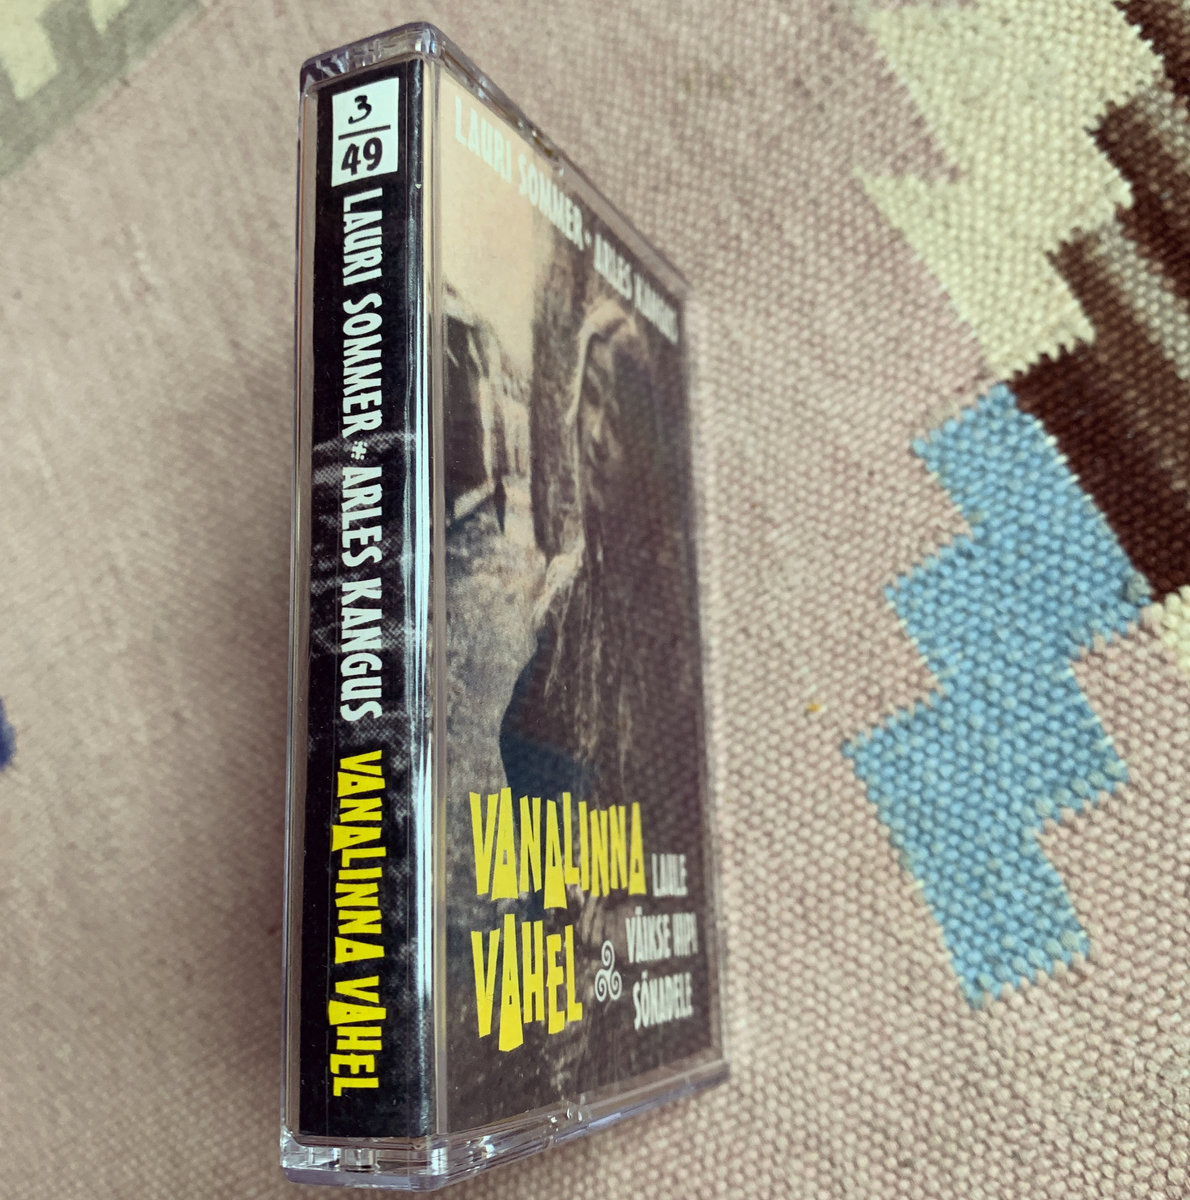 3
49
LAURI SOMMER * ARLES KANGUS VANALINNA VAHEL
LAURI SOMMER * ARLES KANGUS
VANALINNA
VAHEL
LAULE
VÄIKSE HIPI
SÕNADELE